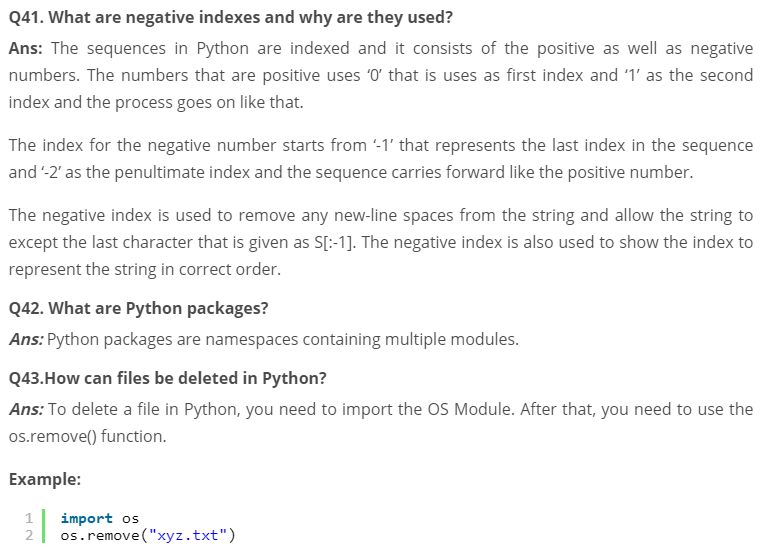 Q41. What are negative indexes and why are they used?
Ans: The sequences in Python are indexed and it consists of the positive as well as negative
numbers. The numbers that are positive uses ‘0’ that is uses as first index and ‘1’ as the second
index and the process goes on like that.
The index for the negative number starts from ‘-1’ that represents the last index in the sequence
and ‘-2’ as the penultimate index and the sequence carries forward like the positive number.
The negative index is used to remove any new-line spaces from the string and allow the string to
except the last character that is given as S[:-1]. The negative index is also used to show the index to
represent the string in correct order.
Q42. What are Python packages?
Ans: Python packages are namespaces containing multiple modules.
Q43.How can files be deleted in Python?
Ans: To delete a file in Python, you need to import the OS Module. After that, you need to use the
os.remove() function.
Example:
1 import os
2 os.remove("xyz.txt")